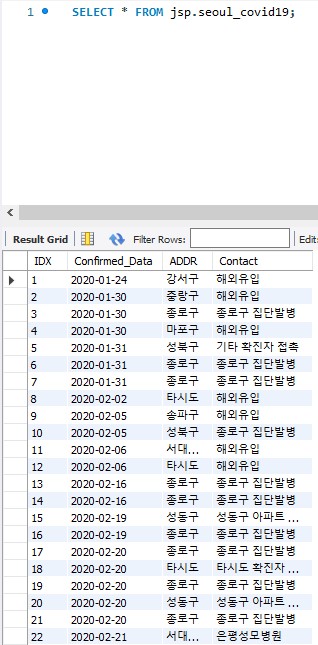 1 SELECT * FROM jsp.seoul_covid19;
Result Grid Filter Rows: Edit:
IDX Confirmed_Data ADDR Contact
1 2020-01-24 강서구 해외유입
2 2020-01-30 중랑구 해외유입
3 2020-01-30 종로구 종로구 집단발병
4 2020-01-30 마포구 해외유입
5 2020-01-31 성북구 기타 확진자 접촉
6 2020-01-31 종로구 종로구 집단발병
7 2020-01-31 종로구 종로구 집단발병
8 2020-02-02 타시도 해외유입
9 2020-02-05 송파구 해외유입
10 2020-02-05 성북구 종로구 집단발병
11 2020-02-06 서대... 해외유입
12 2020-02-06 타시도 해외유입
13 2020-02-16 종로구 종로구 집단발병
14 2020-02-16 종로구 종로구 집단발병
15 2020-02-19 성동구 성동구 아파트 ...
16 2020-02-19 종로구 종로구 집단발병
17 2020-02-20 종로구 종로구 집단발병
18 2020-02-20 타시도 타시도 확진자 ...
19 2020-02-20 종로구 종로구 집단발병
20 2020-02-20 성동구 성동구 아파트 ...
21 2020-02-20 종로구 종로구 집단발병
22 2020-02-21 서대... 은평성모병원